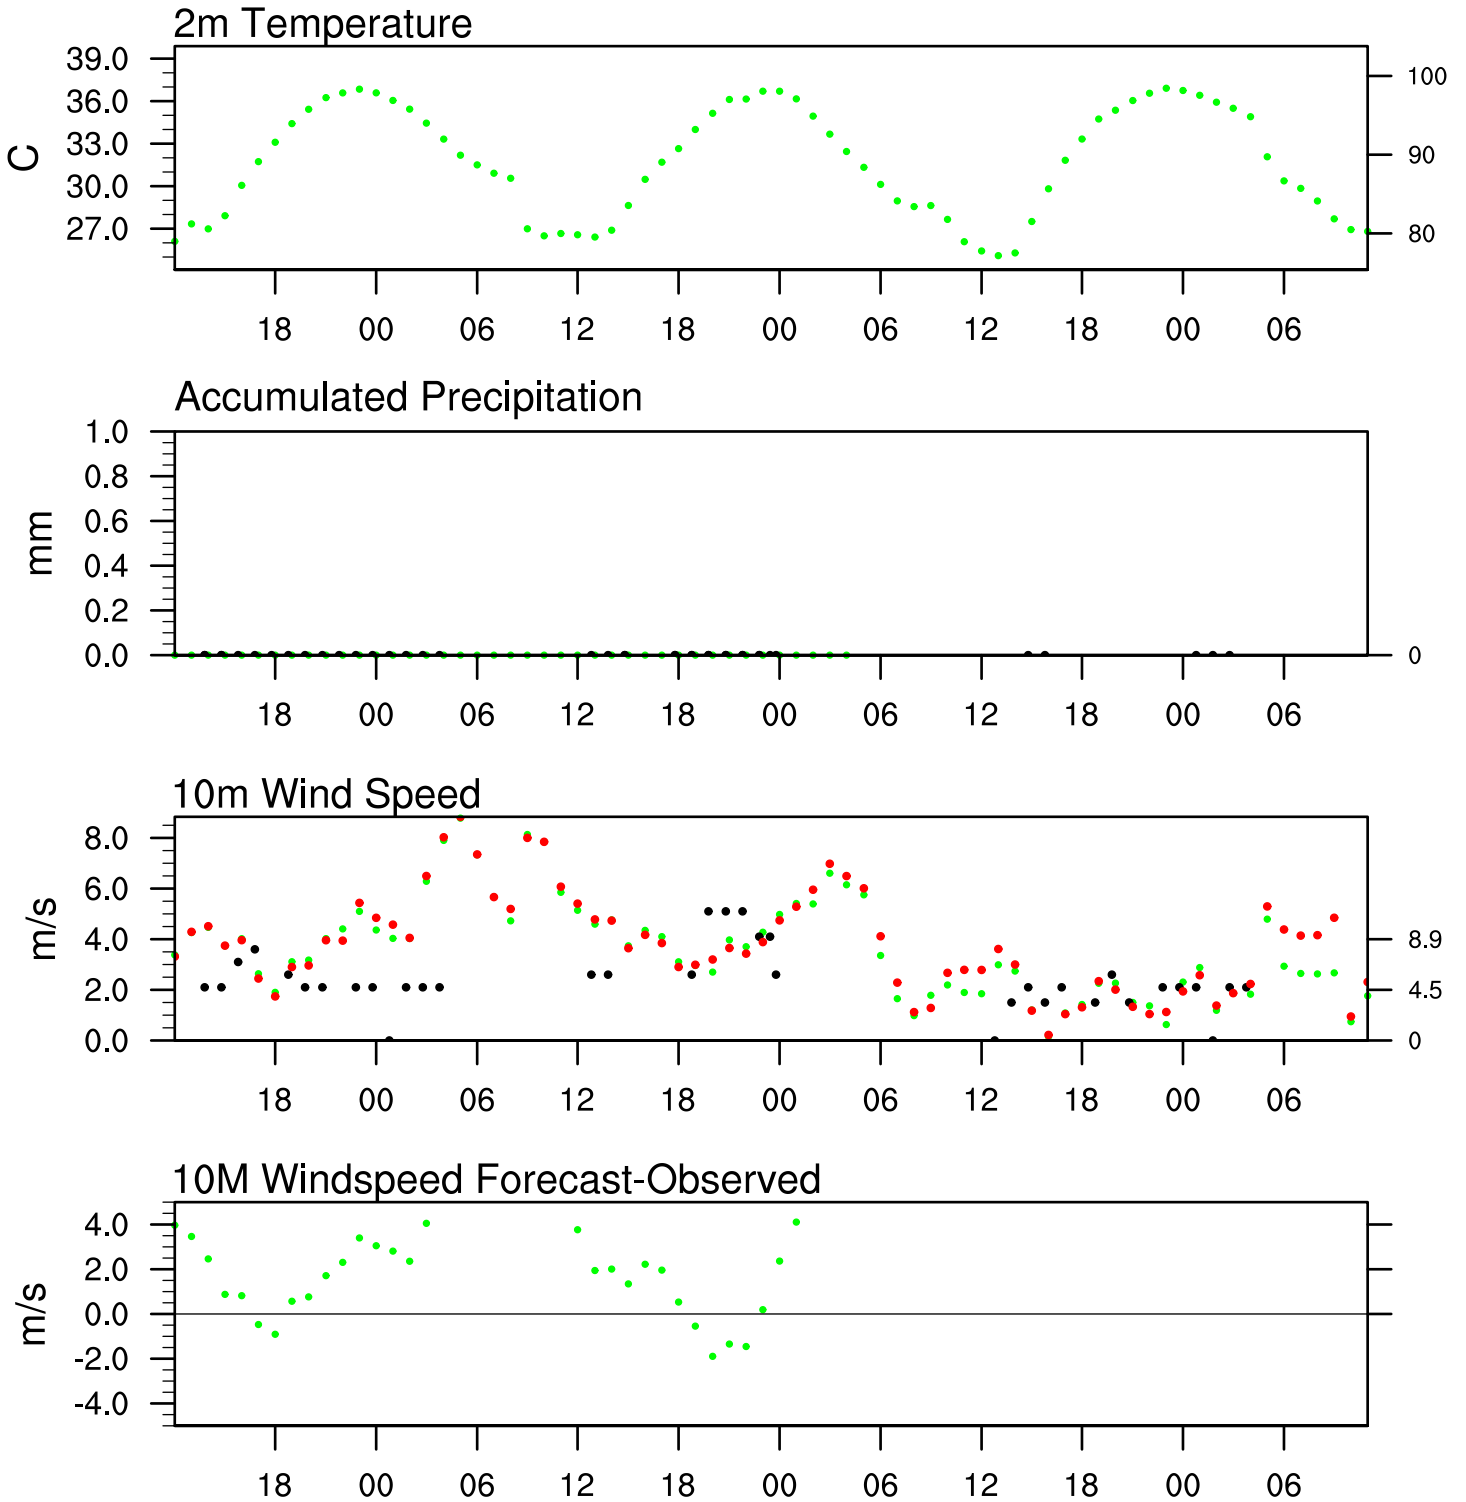 2m Temperature
39.0
36.0
33.0
30.0
27.0
C
100
90
80
18 00 06 12 18 00 06 12 18 00 06
Accumulated Precipitation
1.0
0.8
0.6
0.4
0.2
0.0
mm
0
18 00 06 12 18 00 06 12 18 00 06
10m Wind Speed
8.0
6.0
4.0
2.0
0.0
m/s
8.9
4.5
0
18 00 06 12 18 00 06 12 18 00 06
10M Windspeed Forecast-Observed
4.0
2.0
0.0
-2.0
-4.0
m/s
18 00 06 12 18 00 06 12 18 00 06